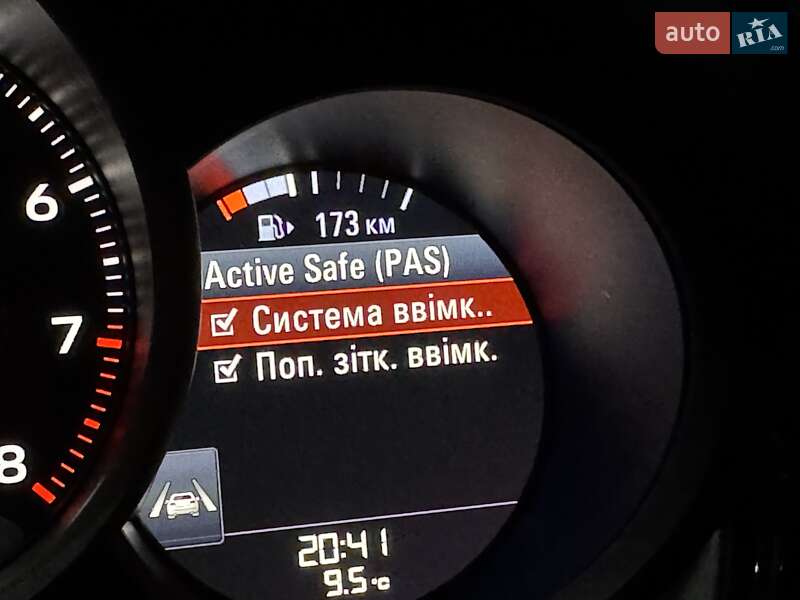 auto RIA .com
6
7
8
173 км
Active Safe (PAS)
Система ввімк..
Поп. зітк. ввімк.
20:41
9.5 °C